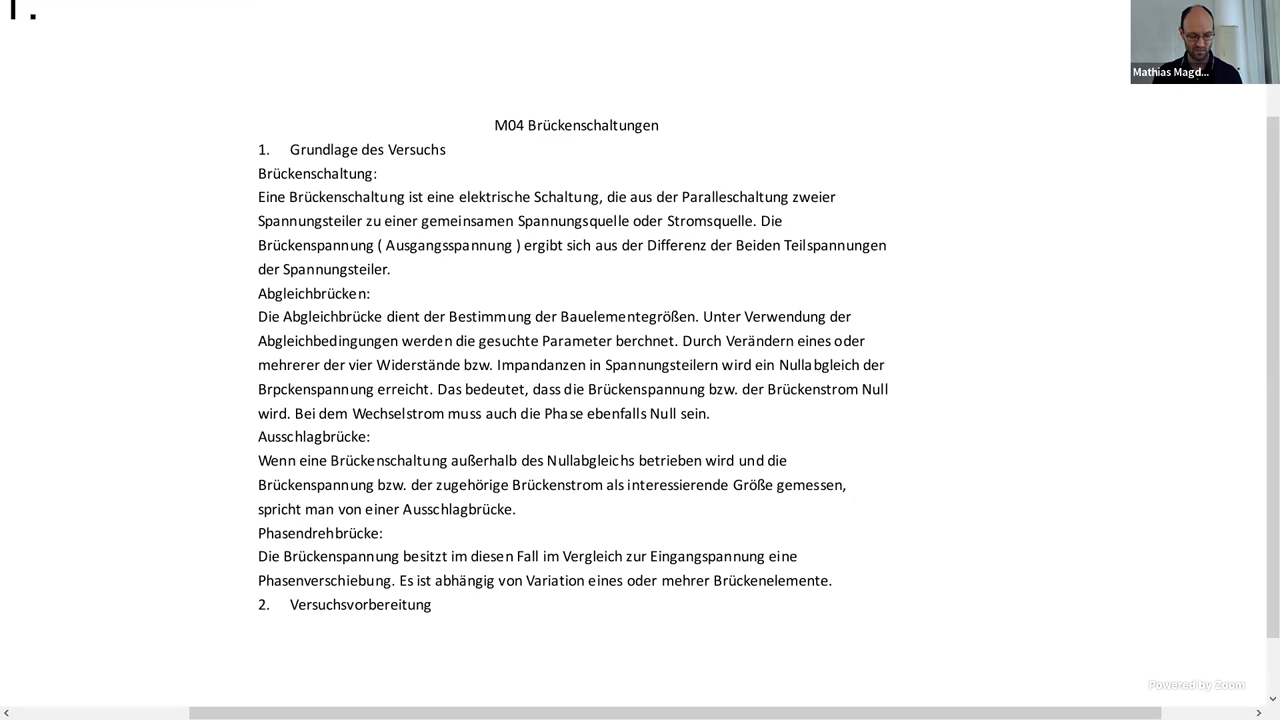 1.
Mathias Magd...
M04 Brückenschaltungen
1. Grundlage des Versuchs
Brückenschaltung:
Eine Brückenschaltung ist eine elektrische Schaltung, die aus der Paralleschaltung zweier
Spannungsteiler zu einer gemeinsamen Spannungsquelle oder Stromsquelle. Die
Brückenspannung ( Ausgangsspannung ) ergibt sich aus der Differenz der Beiden Teilspannungen
der Spannungsteiler.
Abgleichbrücken:
Die Abgleichbrücke dient der Bestimmung der Bauelementegrößen. Unter Verwendung der
Abgleichbedingungen werden die gesuchte Parameter berchnet. Durch Verändern eines oder
mehrerer der vier Widerstände bzw. Impandanzen in Spannungsteilern wird ein Nullabgleich der
Brpckenspannung erreicht. Das bedeutet, dass die Brückenspannung bzw. der Brückenstrom Null
wird. Bei dem Wechselstrom muss auch die Phase ebenfalls Null sein.
Ausschlagbrücke:
Wenn eine Brückenschaltung außerhalb des Nullabgleichs betrieben wird und die
Brückenspannung bzw. der zugehörige Brückenstrom als interessierende Größe gemessen,
spricht man von einer Ausschlagbrücke.
Phasendrehbrücke:
Die Brückenspannung besitzt im diesen Fall im Vergleich zur Eingangspannung eine
Phasenverschiebung. Es ist abhängig von Variation eines oder mehrer Brückenelemente.
2. Versuchsvorbereitung
Powered by Zoom